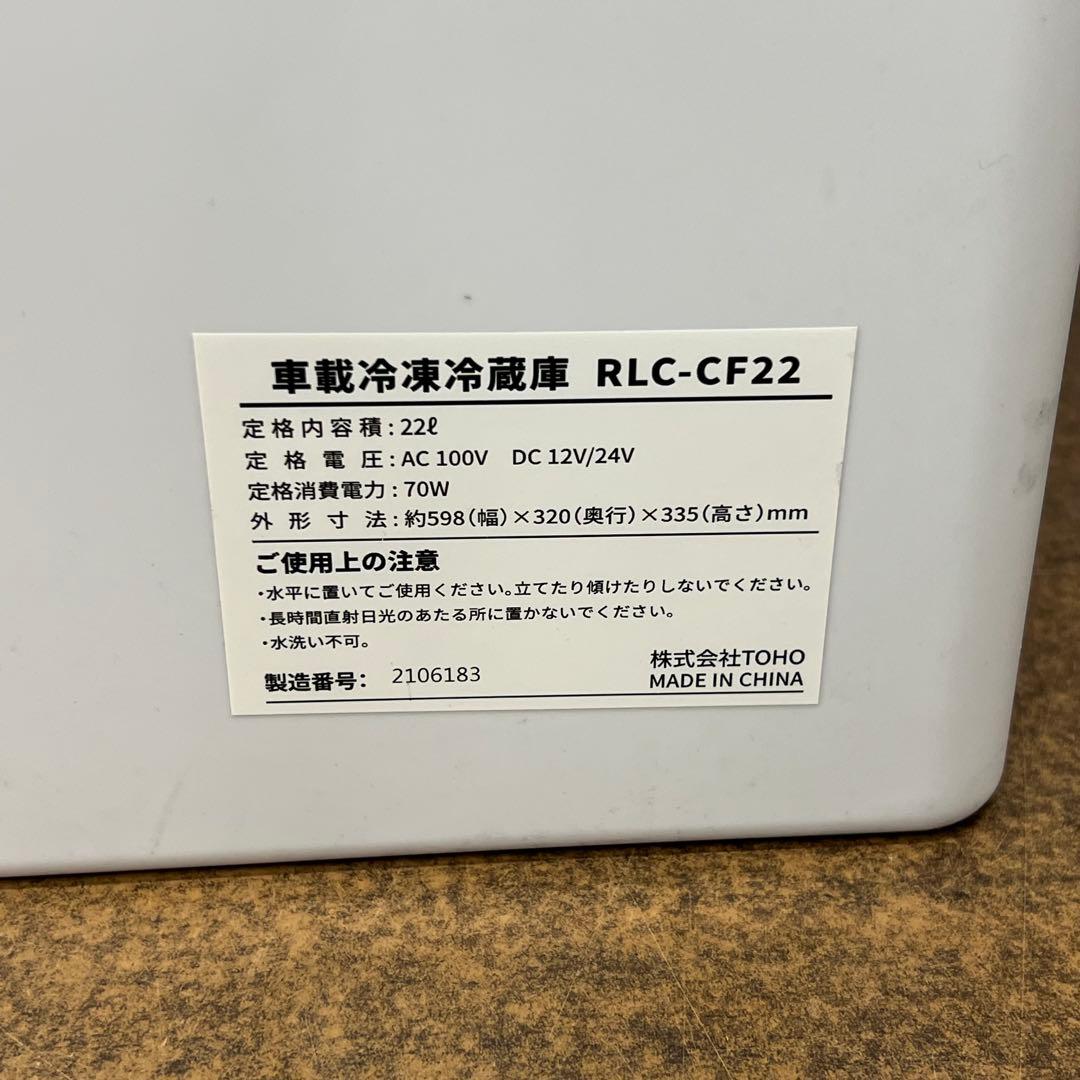 車載冷凍冷蔵庫 RLC-CF22
定格内容積:22ℓ
定格電圧:AC 100V DC 12V/24V
定格消費電力:70W
外形寸法:約598(幅)×320(奥行)×335(高さ)mm
ご使用上の注意
・水平に置いてご使用ください。立てたり傾けたりしないでください。
・長時間直射日光のあたる所に置かないでください。
・水洗い不可。
製造番号: 2106183
株式会社TOHO
MADE IN CHINA